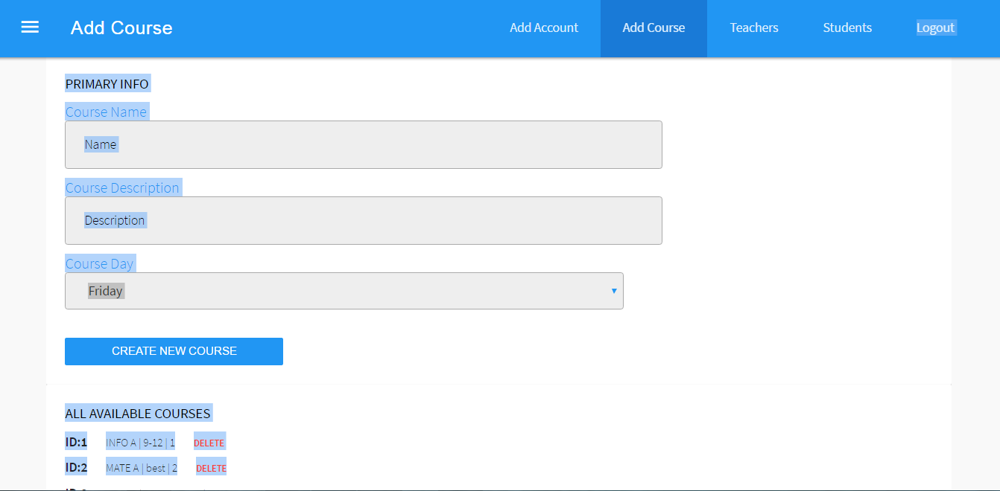 Add Course
Add Account
Add Course
Teachers
Students
Logout
PRIMARY INFO
Course Name
Name
Course Description
Description
Course Day
Friday
CREATE NEW COURSE
ALL AVAILABLE COURSES
ID:1 INFO A | 9-12 | 1 DELETE
ID:2 MATE A | best | 2 DELETE